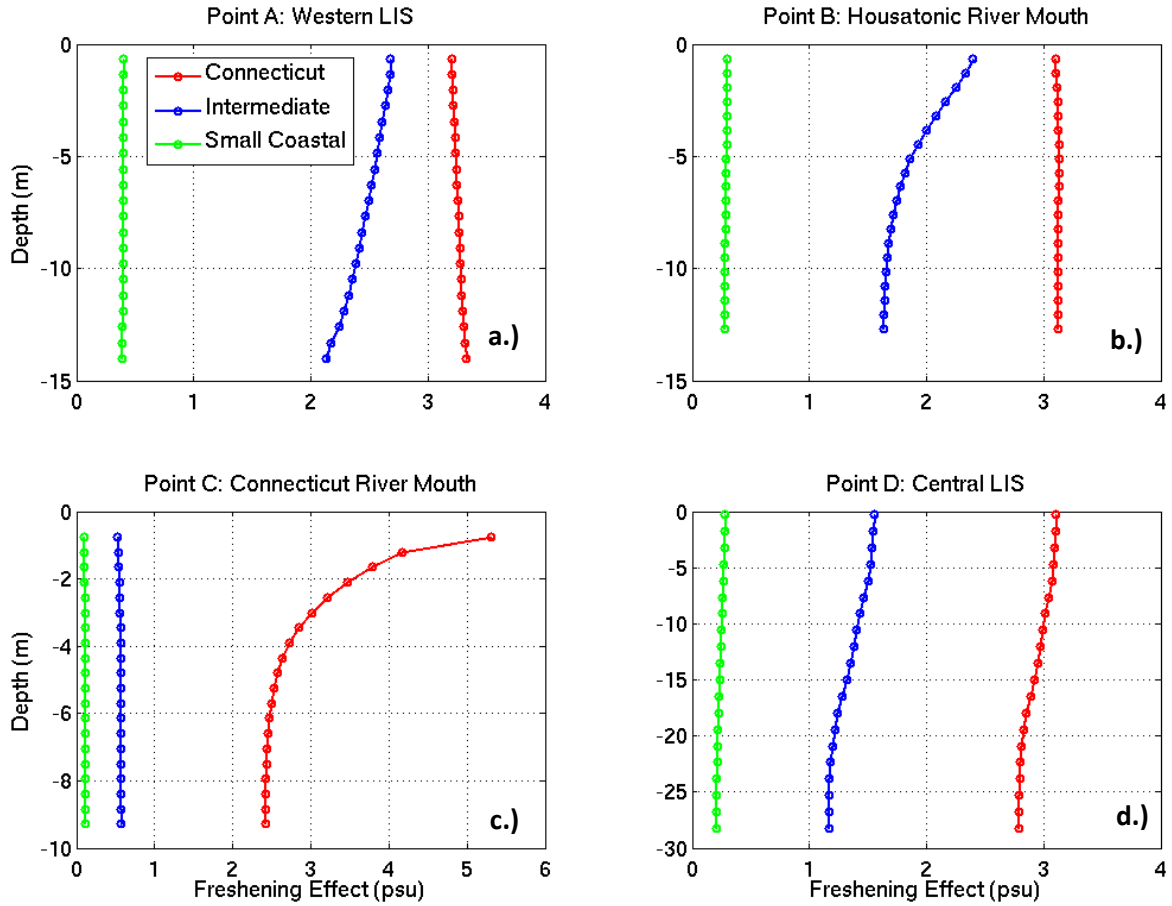 Point A: Western LIS
Point B: Housatonic River Mouth
0
-5
-10
-15
Depth (m)
Connecticut
Intermediate
Small Coastal
a.)
0 1 2 3 4
0
-5
-10
-15
b.)
0 1 2 3 4
Point C: Connecticut River Mouth
Point D: Central LIS
0
-2
-4
-6
-8
-10
Depth (m)
c.)
0 1 2 3 4 5 6
Freshening Effect (psu)
0
-5
-10
-15
-20
-25
-30
d.)
0 1 2 3 4
Freshening Effect (psu)